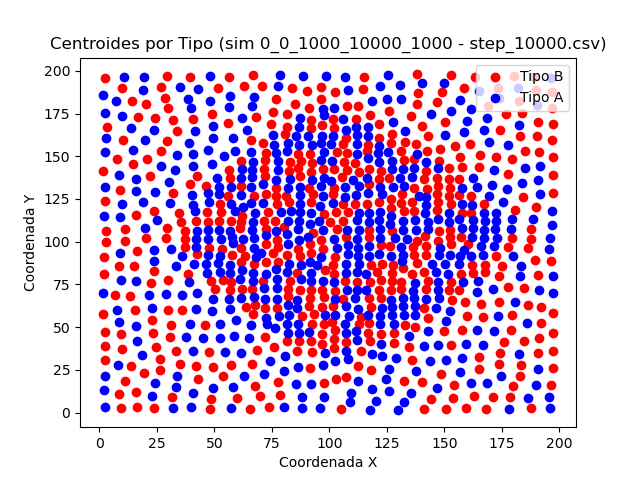 Centroides por Tipo (sim 0_0_1000_10000_1000 - step_10000.csv)
Tipo B
Tipo A
Coordenada Y
200
175
150
125
100
75
50
25
0
0 25 50 75 100 125 150 175 200
Coordenada X